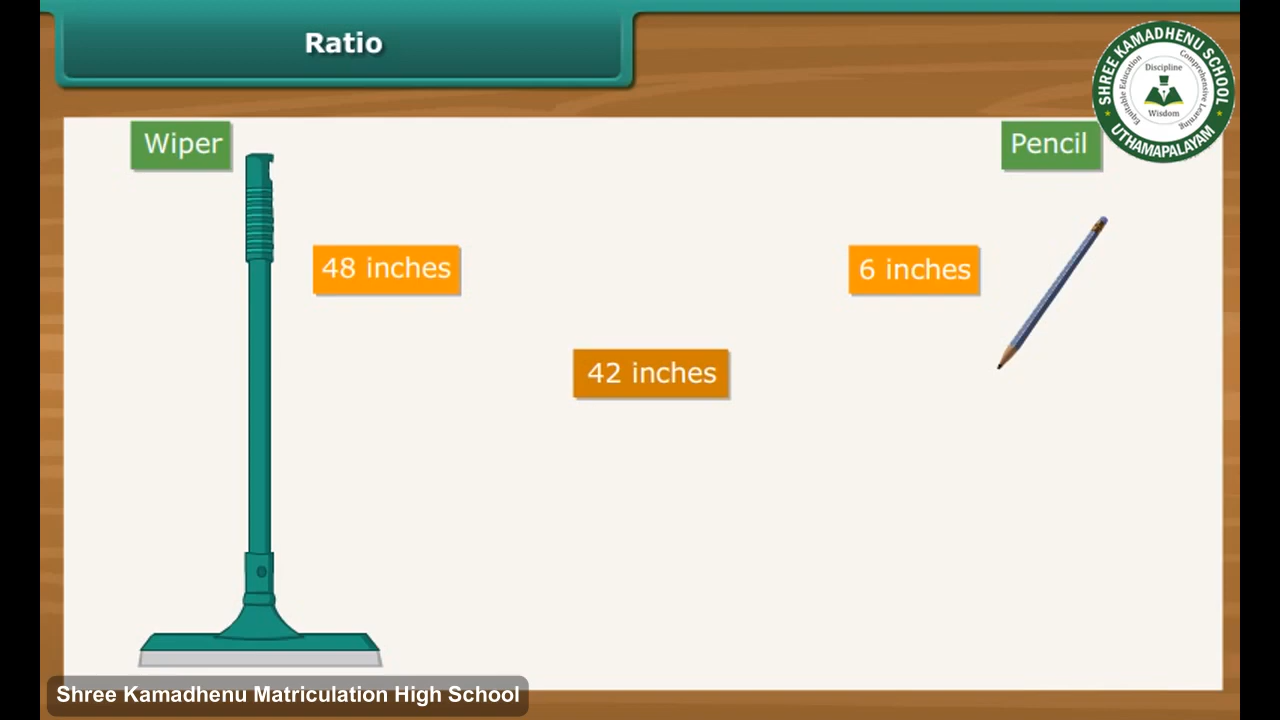 Ratio
SHREE KAMADHENU SCHOOL
UTHAMAPALAYAM
Equitable Education
Comprehensive Learning
Discipline
Wisdom
Wiper
Pencil
48 inches
6 inches
42 inches
Shree Kamadhenu Matriculation High School